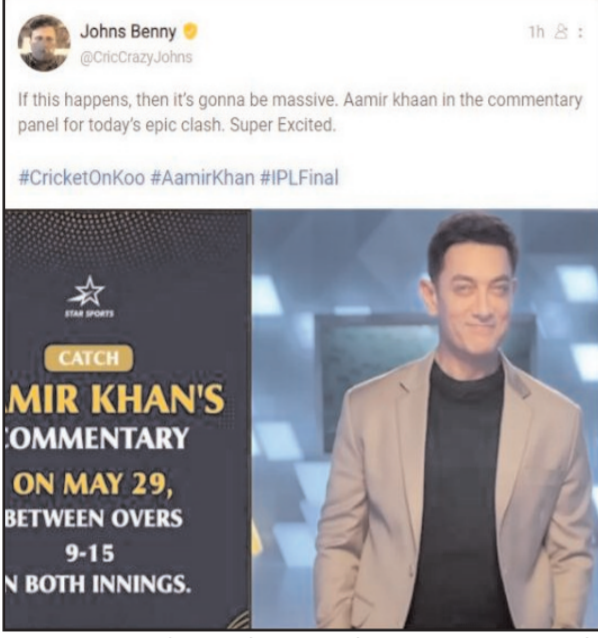 Johns Benny
1h
@CricCrazyJohns
If this happens, then it's gonna be massive. Aamir khaan in the commentary
panel for today's epic clash. Super Excited.
#CricketOnKoo #AamirKhan #IPLFinal
STAR SPORTS
CATCH
MIR KHAN'S
OMMENTARY
ON MAY 29,
BETWEEN OVERS
9-15
N BOTH INNINGS.